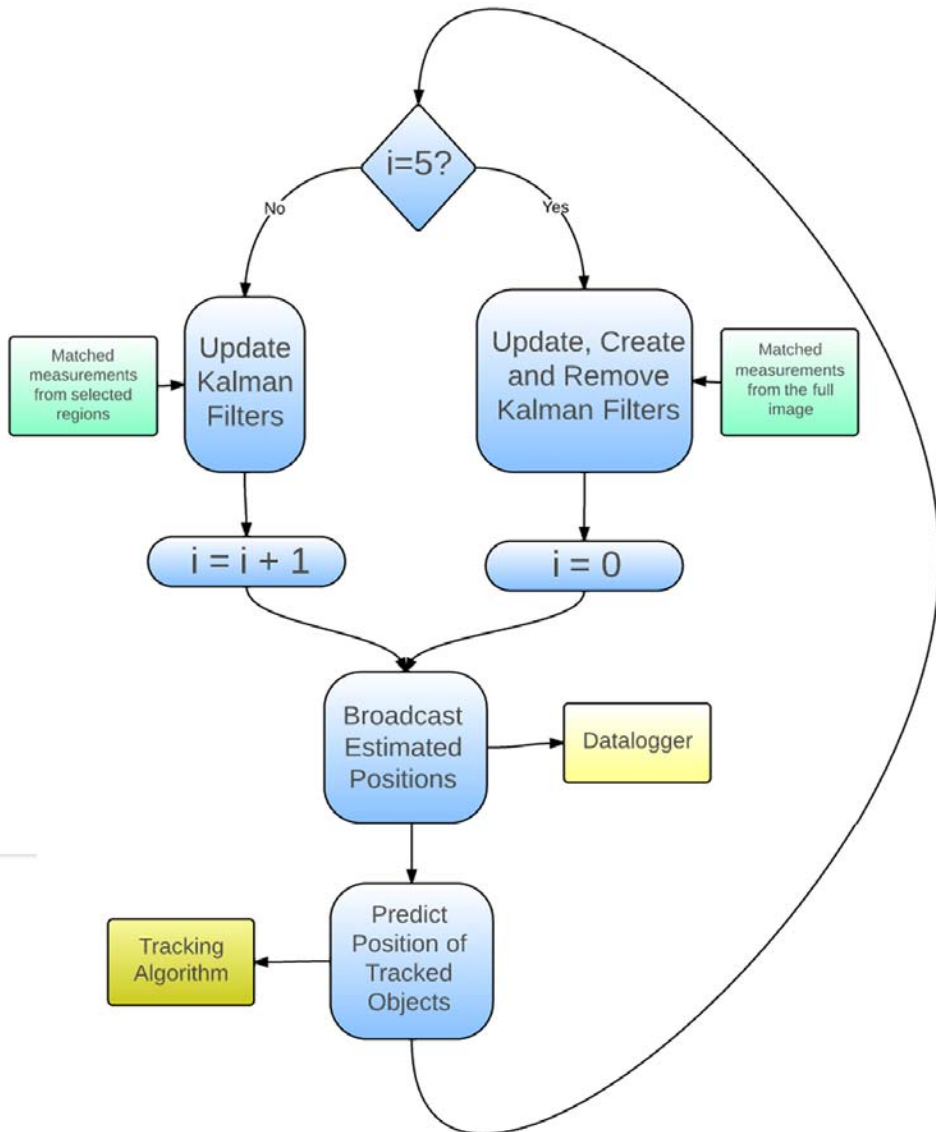 i=5?
No
Yes
Update
Kalman
Filters
Matched
measurements
from selected
regions
Update, Create
and Remove
Kalman Filters
Matched
measurements
from the full
image
i = i + 1
i = 0
Broadcast
Estimated
Positions
Datalogger
Predict
Position of
Tracked
Objects
Tracking
Algorithm